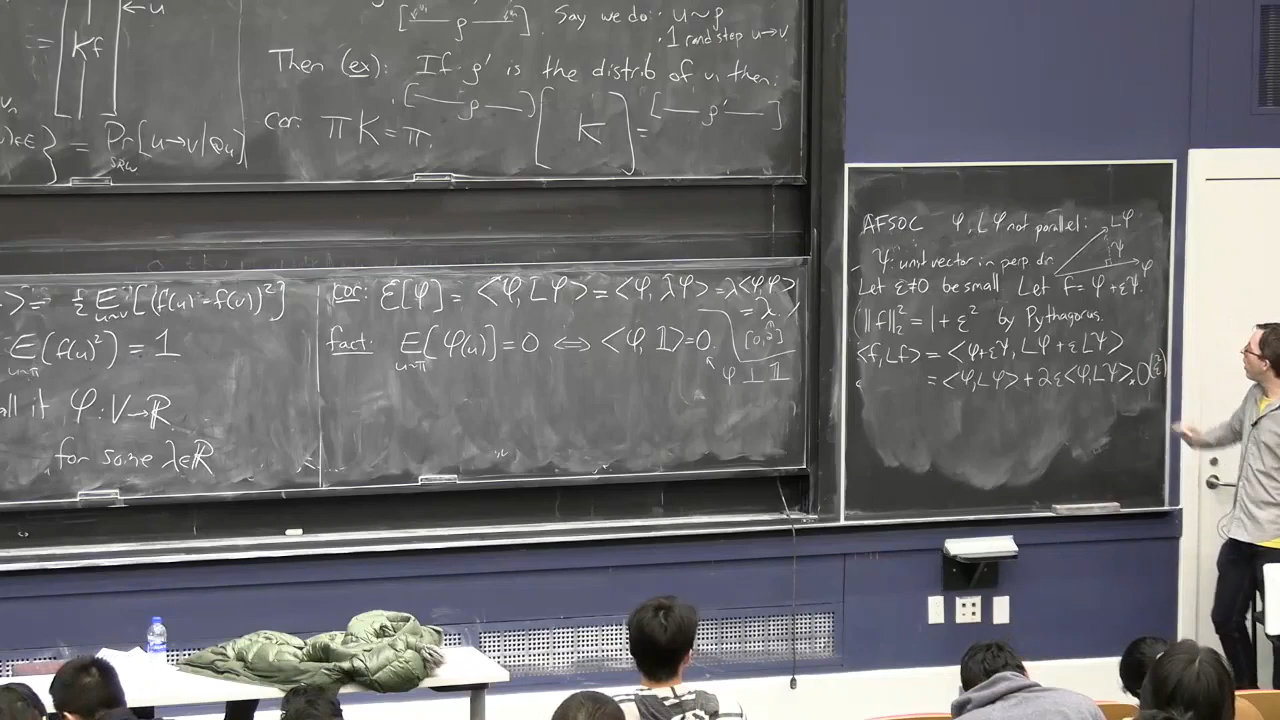 ← u
= [ Kf ]
= Pr[u→v|@u]
SRW
[ — ρ — ]. Say we do: · u~ρ
· 1 rand step u→v
Then (ex): If ρ' is the distrib of v, then:
[ — ρ — ] [ K ] = [ — ρ' — ]
cor: πK = π.
>= ½ E [(f(u)-f(v))²]
u~v
E (f(u)²) = 1
u~π
all it φ: V→ℝ
for some λ∈ℝ
cor: Ɛ[φ] = <φ, Lφ> = <φ, λφ> = λ<φ,φ>
= λ.
[0,2]
fact: E[φ(u)] = 0 ⇔ <φ, 𝟙> = 0.
u~π
φ ⊥ 𝟙
AFSOC φ, Lφ not parallel:
Lφ
ψ
φ
ψ: unit vector in perp dir.
Let ε≠0 be small Let f = φ + εψ.
||f||₂² = 1 + ε² by Pythagorus.
<f, Lf> = <φ+εψ, Lφ+εLψ>
= <φ,Lφ> + 2ε<φ,Lψ> ± O(ε²)